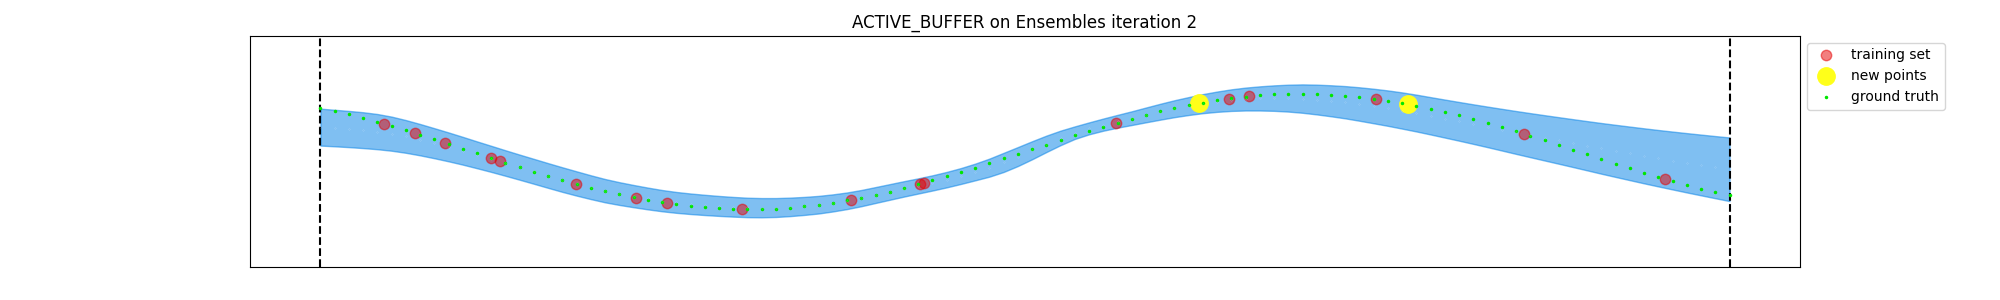 ACTIVE_BUFFER on Ensembles iteration 2
training set
new points
ground truth